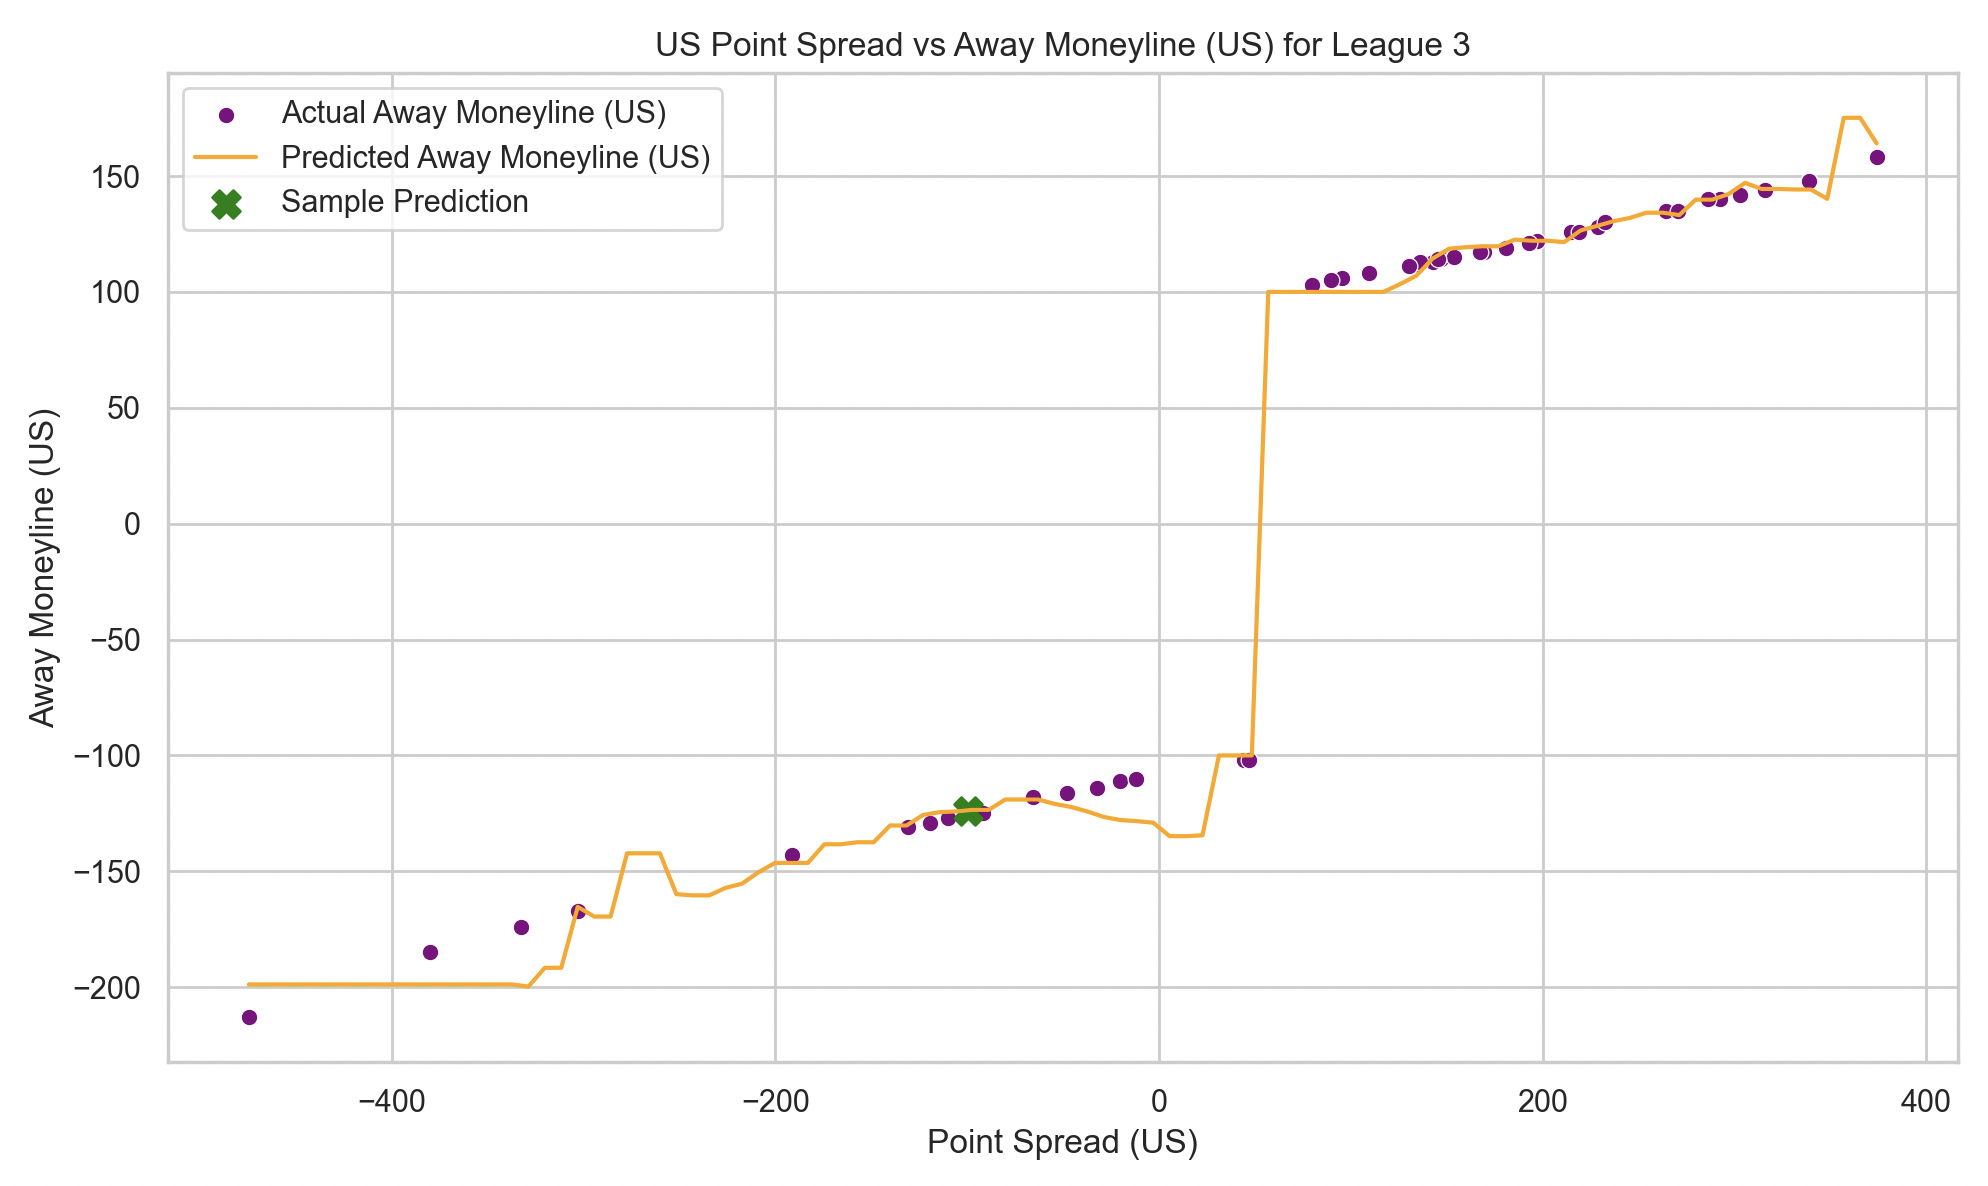 US Point Spread vs Away Moneyline (US) for League 3
Actual Away Moneyline (US)
Predicted Away Moneyline (US)
Sample Prediction
150
100
50
0
−50
−100
−150
−200
Away Moneyline (US)
−400
−200
0
200
400
Point Spread (US)